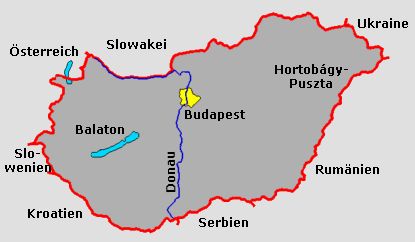 Ukraine
Slowakei
Österreich
Hortobágy-
Puszta
Budapest
Balaton
Donau
Slo-
wenien
Rumänien
Kroatien
Serbien